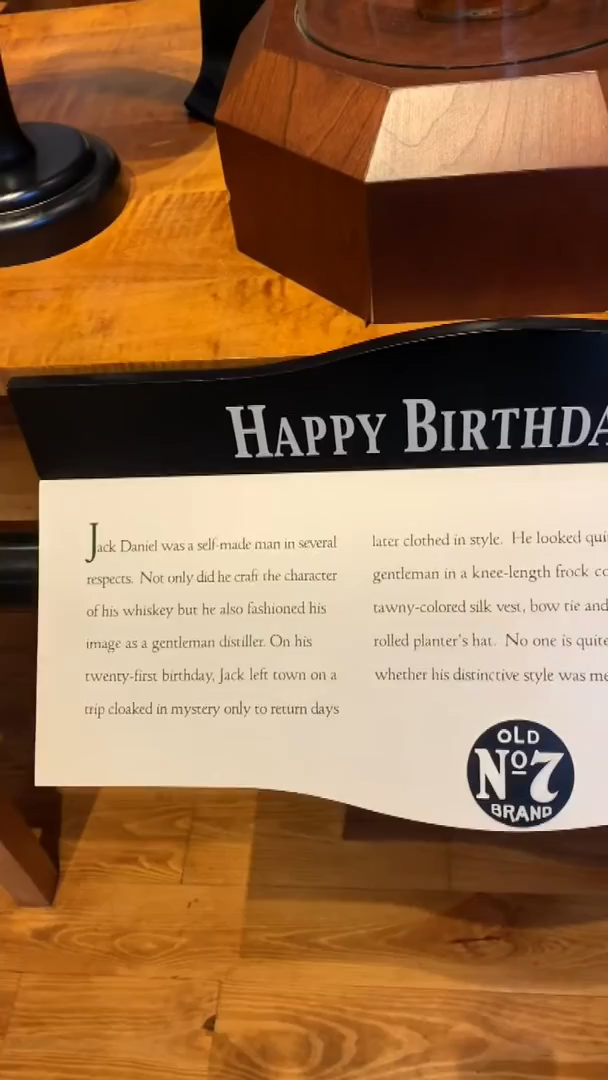 HAPPY BIRTHDA
Jack Daniel was a self-made man in several
respects. Not only did he craft the character
of his whiskey but he also fashioned his
image as a gentleman distiller. On his
twenty-first birthday, Jack left town on a
trip cloaked in mystery only to return days
later clothed in style. He looked qui
gentleman in a knee-length frock co
tawny-colored silk vest, bow tie and
rolled planter's hat. No one is quite
whether his distinctive style was me
OLD
Nº7
BRAND